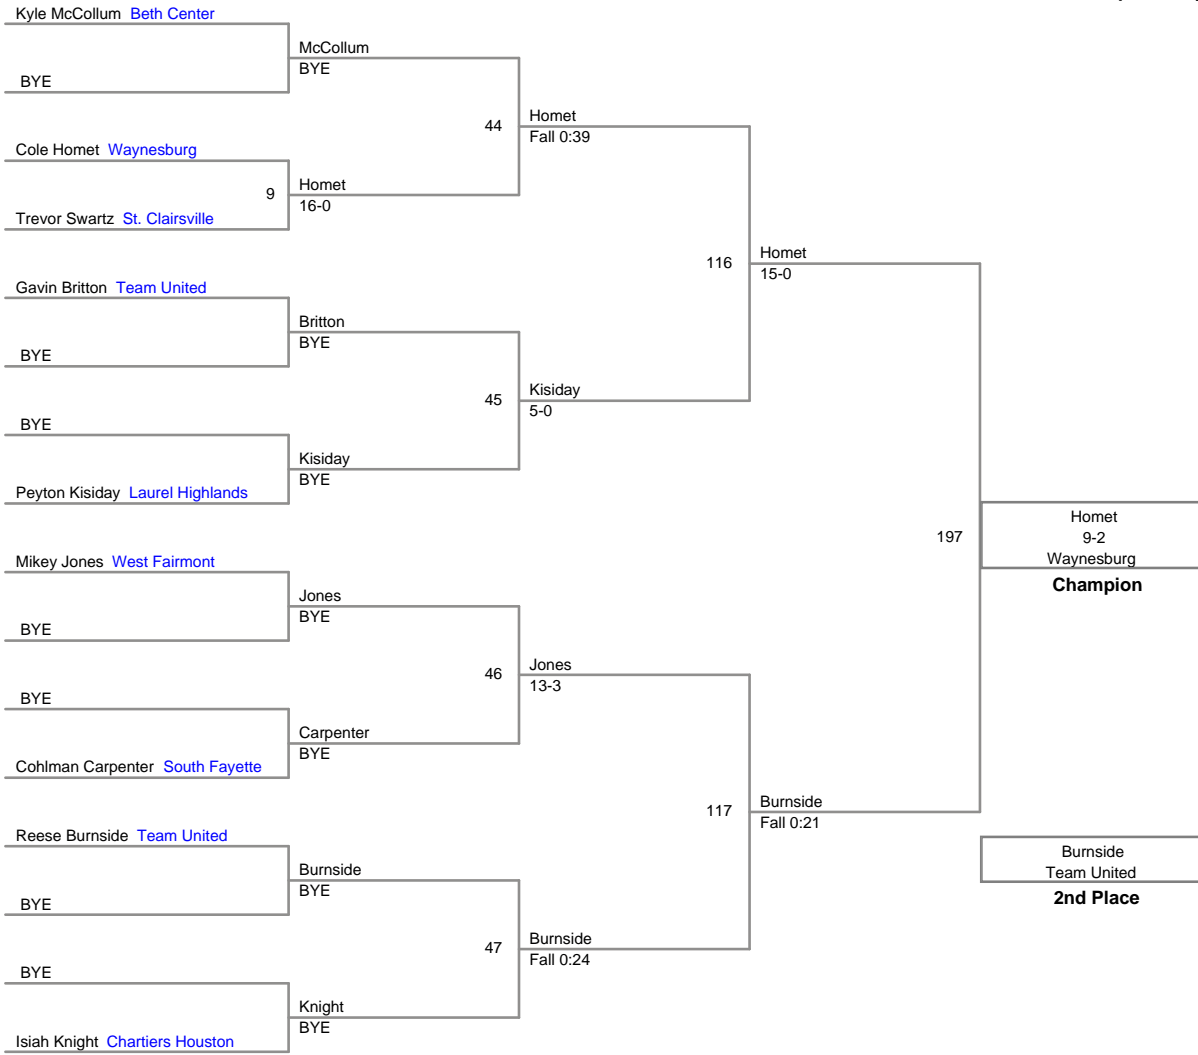 Kyle McCollum Beth Center
McCollum
BYE
BYE
44
Homet
Fall 0:39
Cole Homet Waynesburg
9
Homet
16-0
Trevor Swartz St. Clairsville
116
Homet
15-0
Gavin Britton Team United
Britton
BYE
BYE
45
Kisiday
5-0
BYE
Kisiday
BYE
Peyton Kisiday Laurel Highlands
197
Homet
9-2
Waynesburg
Champion
Mikey Jones West Fairmont
Jones
BYE
BYE
46
Jones
13-3
BYE
Carpenter
BYE
Cohlman Carpenter South Fayette
117
Burnside
Fall 0:21
Reese Burnside Team United
Burnside
BYE
BYE
Burnside
Team United
2nd Place
47
Burnside
Fall 0:24
BYE
Knight
BYE
Isiah Knight Chartiers Houston